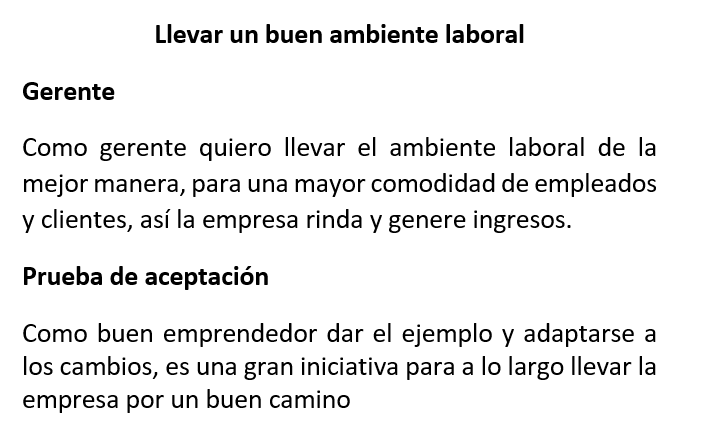 Llevar un buen ambiente laboral
Gerente
Como gerente quiero llevar el ambiente laboral de la
mejor manera, para una mayor comodidad de empleados
y clientes, así la empresa rinda y genere ingresos.
Prueba de aceptación
Como buen emprendedor dar el ejemplo y adaptarse a
los cambios, es una gran iniciativa para a lo largo llevar la
empresa por un buen camino